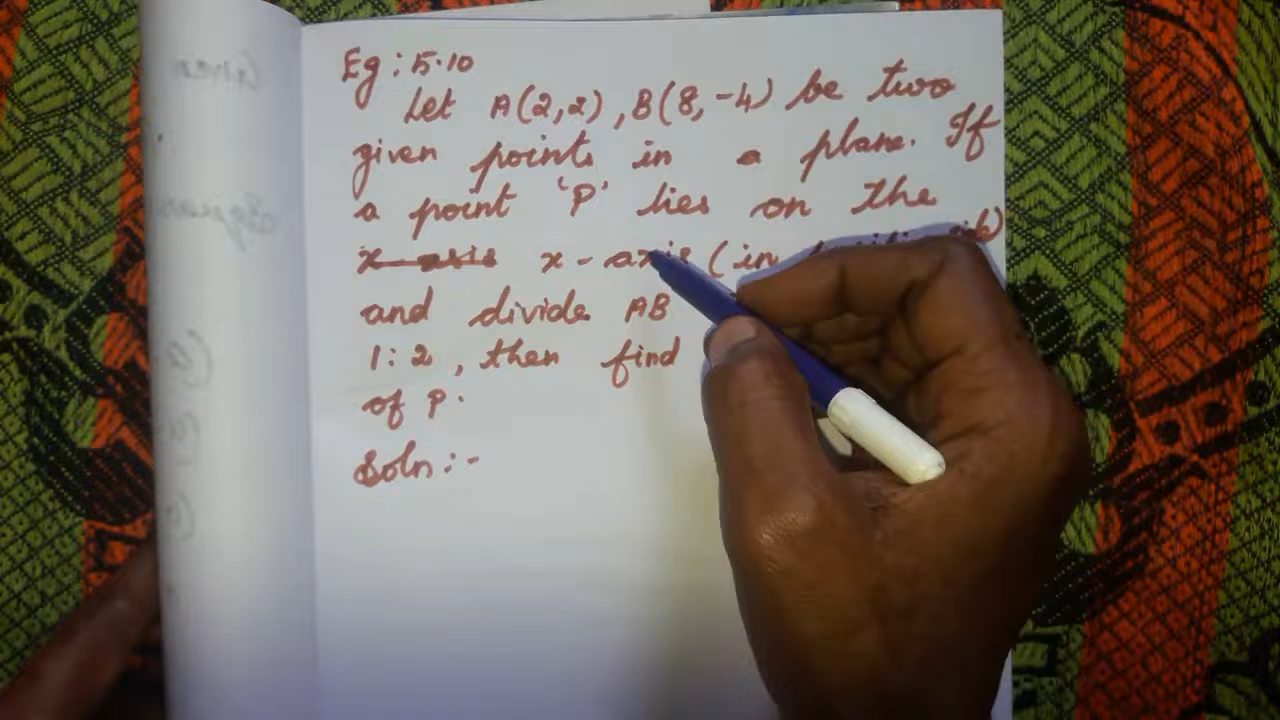 Eg : 5.10
Let A(2,2), B(8,-4) be two
given points in a plane. If
a point 'P' lies on the
x-axis x-axis (in
and divide AB
1:2, then find
of P.
Soln :-